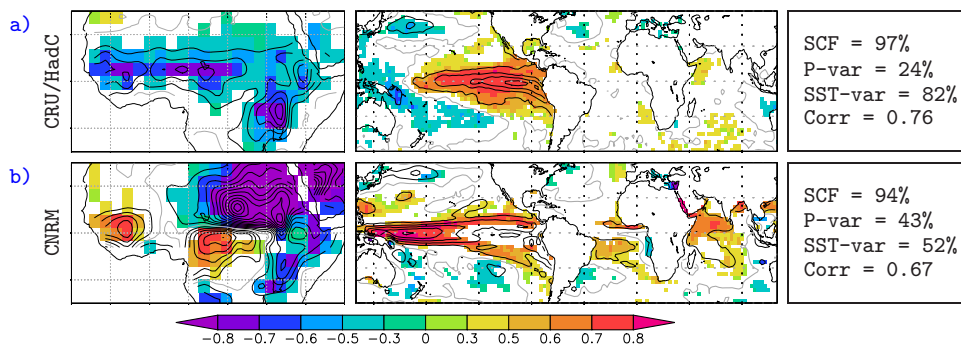 a)
CRU/HadC
SCF = 97%
P-var = 24%
SST-var = 82%
Corr = 0.76
b)
CNRM
SCF = 94%
P-var = 43%
SST-var = 52%
Corr = 0.67
−0.8 −0.7 −0.6 −0.5 −0.3 0 0.3 0.5 0.6 0.7 0.8